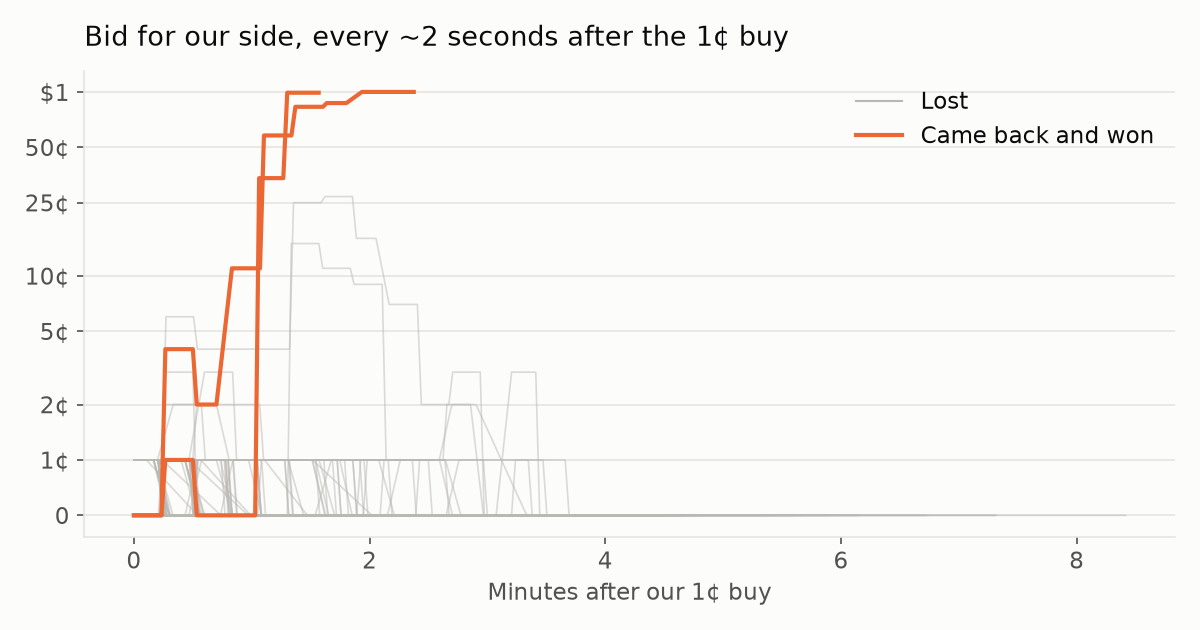 Bid for our side, every ~2 seconds after the 1¢ buy
$1
50¢
25¢
10¢
5¢
2¢
1¢
0
Lost
Came back and won
0 2 4 6 8
Minutes after our 1¢ buy